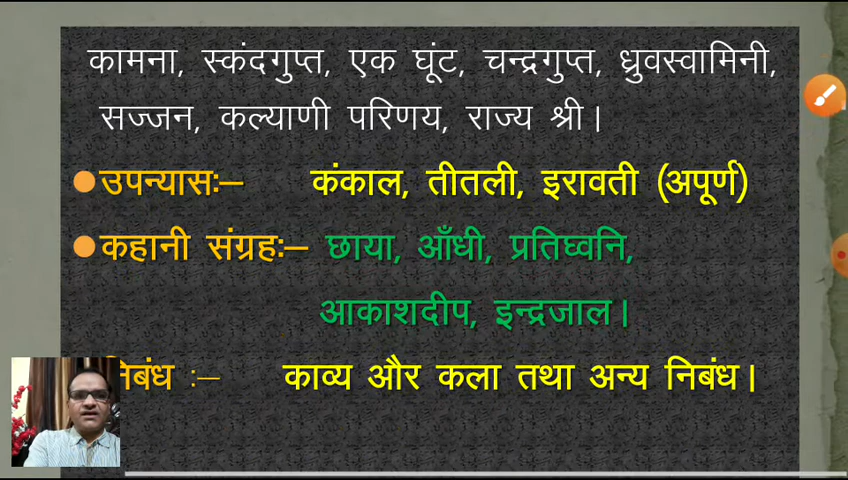 कामना, स्कंदगुप्त, एक घूंट, चन्द्रगुप्त, ध्रुवस्वामिनी,
सज्जन, कल्याणी परिणय, राज्य श्री।
उपन्यासः— कंकाल, तीतली, इरावती (अपूर्ण)
कहानी संग्रहः— छाया, आँधी, प्रतिघ्वनि,
आकाशदीप, इन्द्रजाल।
निबंध :— काव्य और कला तथा अन्य निबंध।